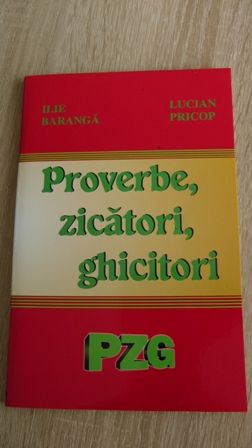 ILIE
BARANGĂ
LUCIAN
PRICOP
Proverbe,
zicători,
ghicitori
PZG